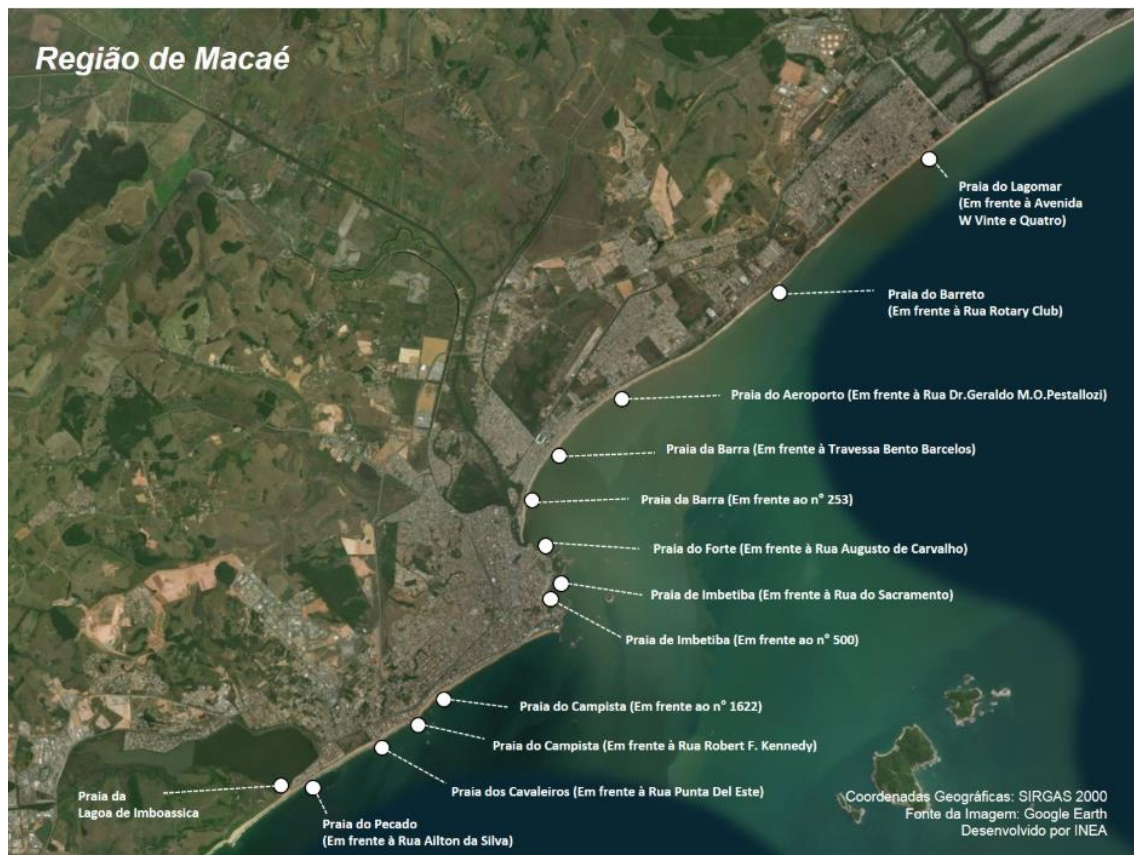 Região de Macaé
Praia do Lagomar
(Em frente à Avenida
W Vinte e Quatro)
Praia do Barreto
(Em frente à Rua Rotary Club)
Praia do Aeroporto (Em frente à Rua Dr.Geraldo M.O.Pestallozi)
Praia da Barra (Em frente à Travessa Bento Barcelos)
Praia da Barra (Em frente ao n° 253)
Praia do Forte (Em frente à Rua Augusto de Carvalho)
Praia de Imbetiba (Em frente à Rua do Sacramento)
Praia de Imbetiba (Em frente ao n° 500)
Praia do Campista (Em frente ao n° 1622)
Praia do Campista (Em frente à Rua Robert F. Kennedy)
Praia dos Cavaleiros (Em frente à Rua Punta Del Este)
Praia da
Lagoa de Imboassica
Praia do Pecado
(Em frente à Rua Ailton da Silva)
Coordenadas Geográficas: SIRGAS 2000
Fonte da Imagem: Google Earth
Desenvolvido por INEA